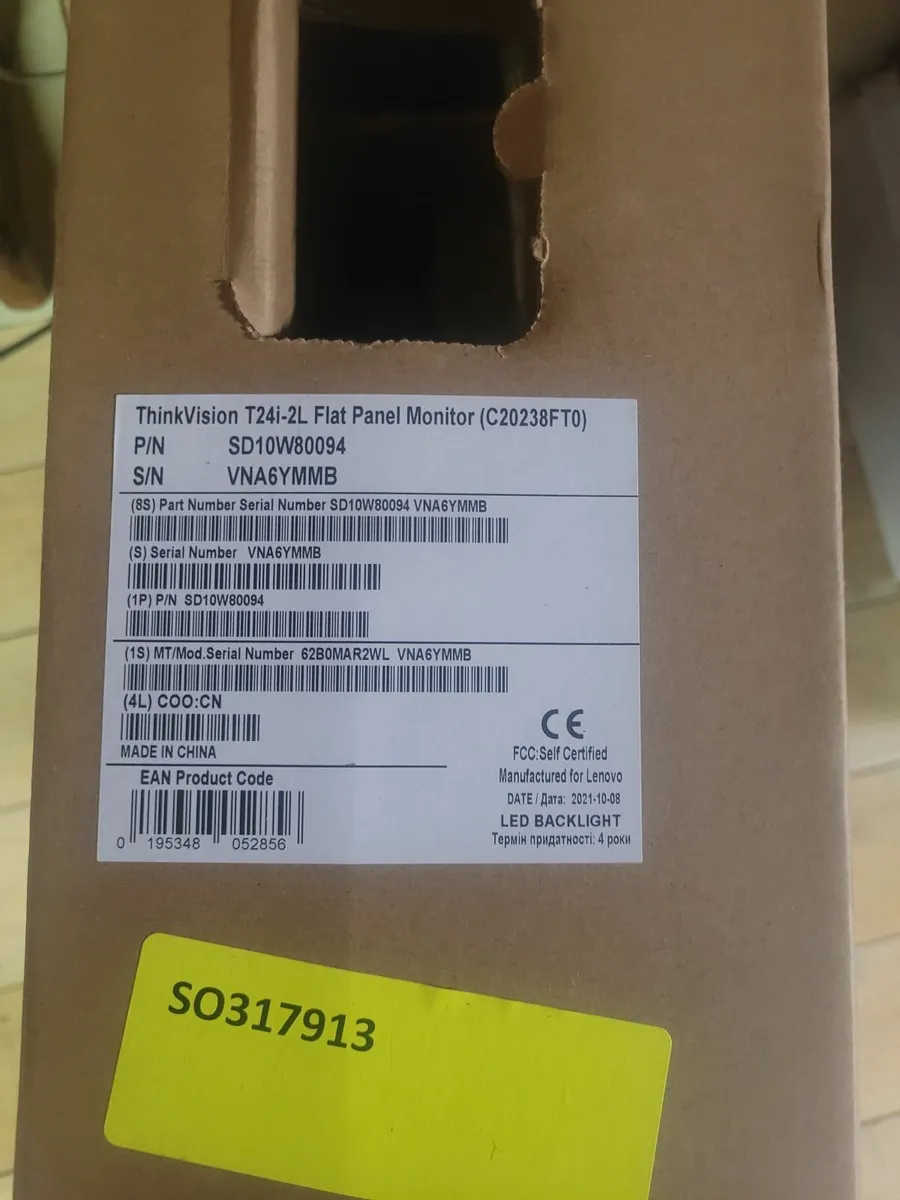 ThinkVision T24i-2L Flat Panel Monitor (C20238FT0)
P/N SD10W80094
S/N VNA6YMMB
(8S) Part Number Serial Number SD10W80094 VNA6YMMB
(S) Serial Number VNA6YMMB
(1P) P/N SD10W80094
(1S) MT/Mod.Serial Number 62B0MAR2WL VNA6YMMB
(4L) COO:CN
MADE IN CHINA
EAN Product Code
0 195348 052856
CE
FCC:Self Certified
Manufactured for Lenovo
DATE / Дата: 2021-10-08
LED BACKLIGHT
Термін придатності: 4 роки
SO317913